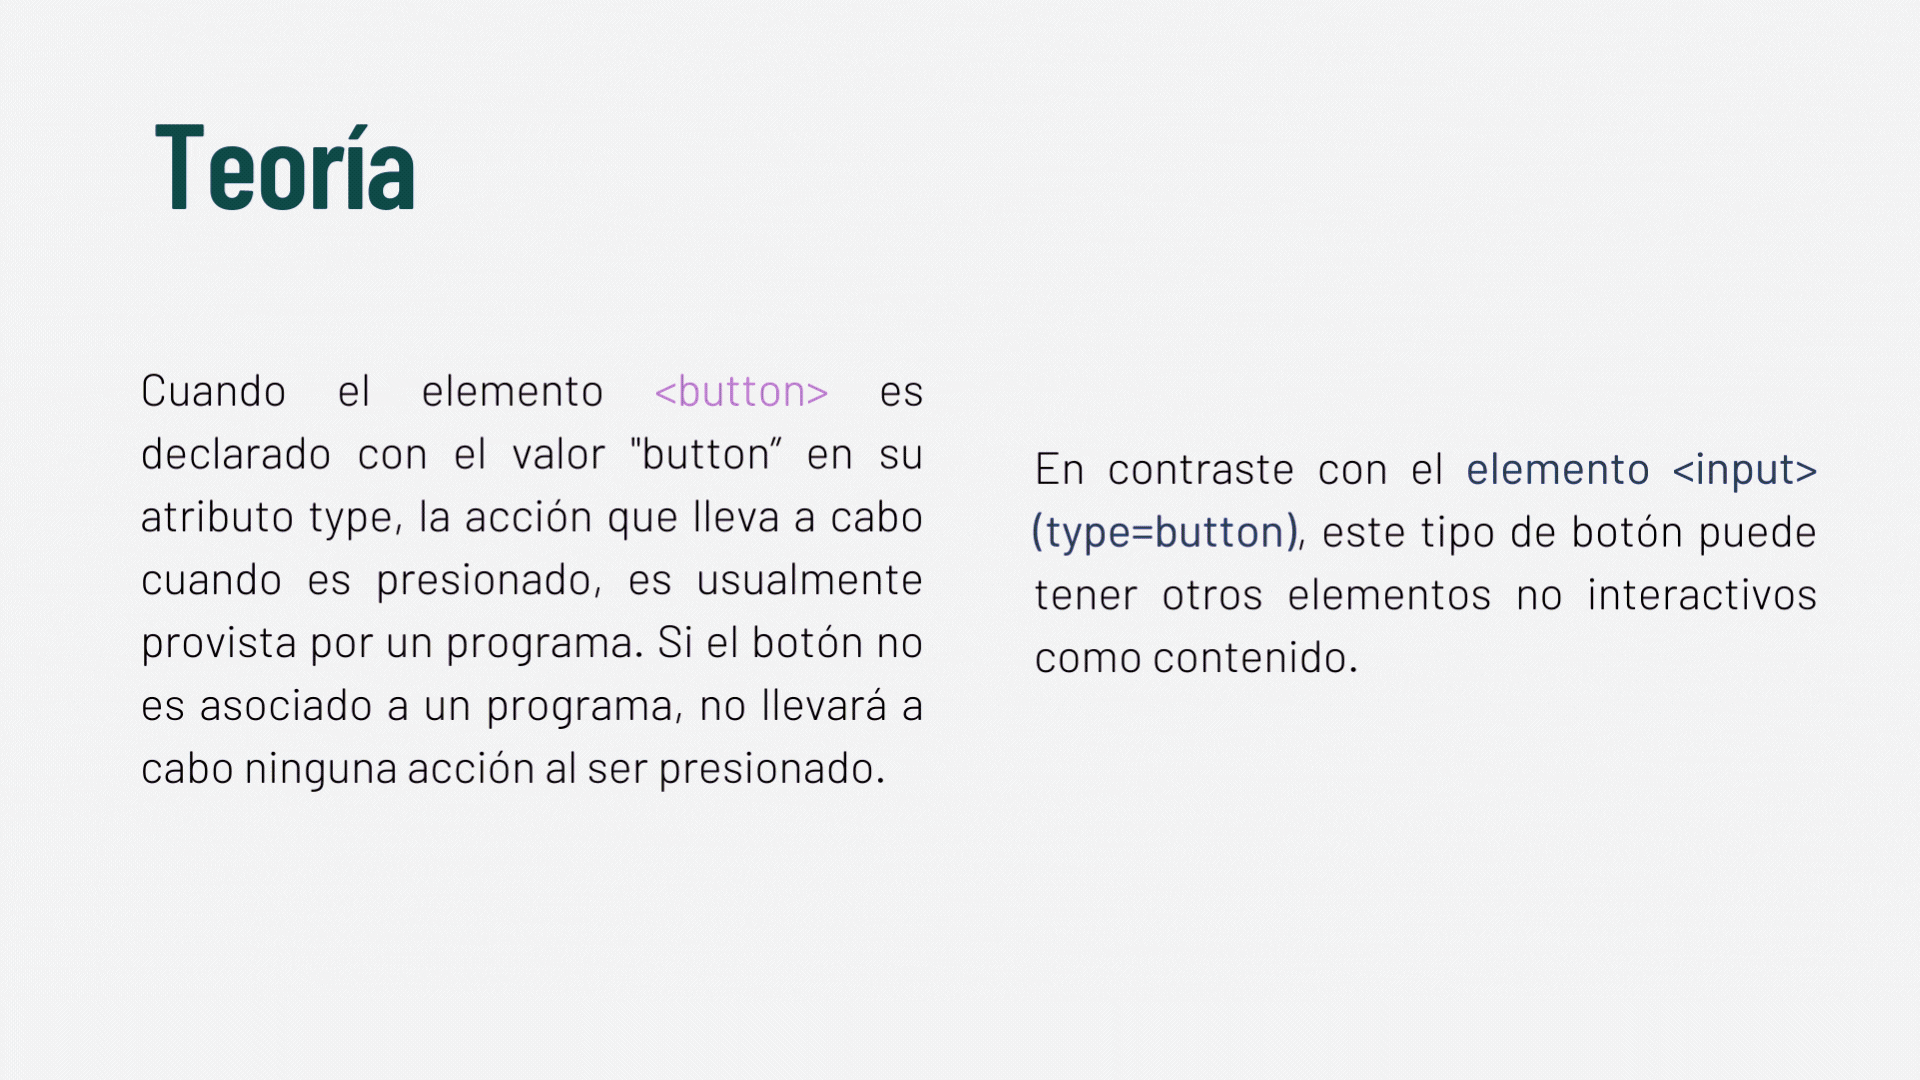 Teoría
Cuando el elemento <button> es
declarado con el valor "button” en su
atributo type, la acción que lleva a cabo
cuando es presionado, es usualmente
provista por un programa. Si el botón no
es asociado a un programa, no llevará a
cabo ninguna acción al ser presionado.
En contraste con el elemento <input>
(type=button), este tipo de botón puede
tener otros elementos no interactivos
como contenido.